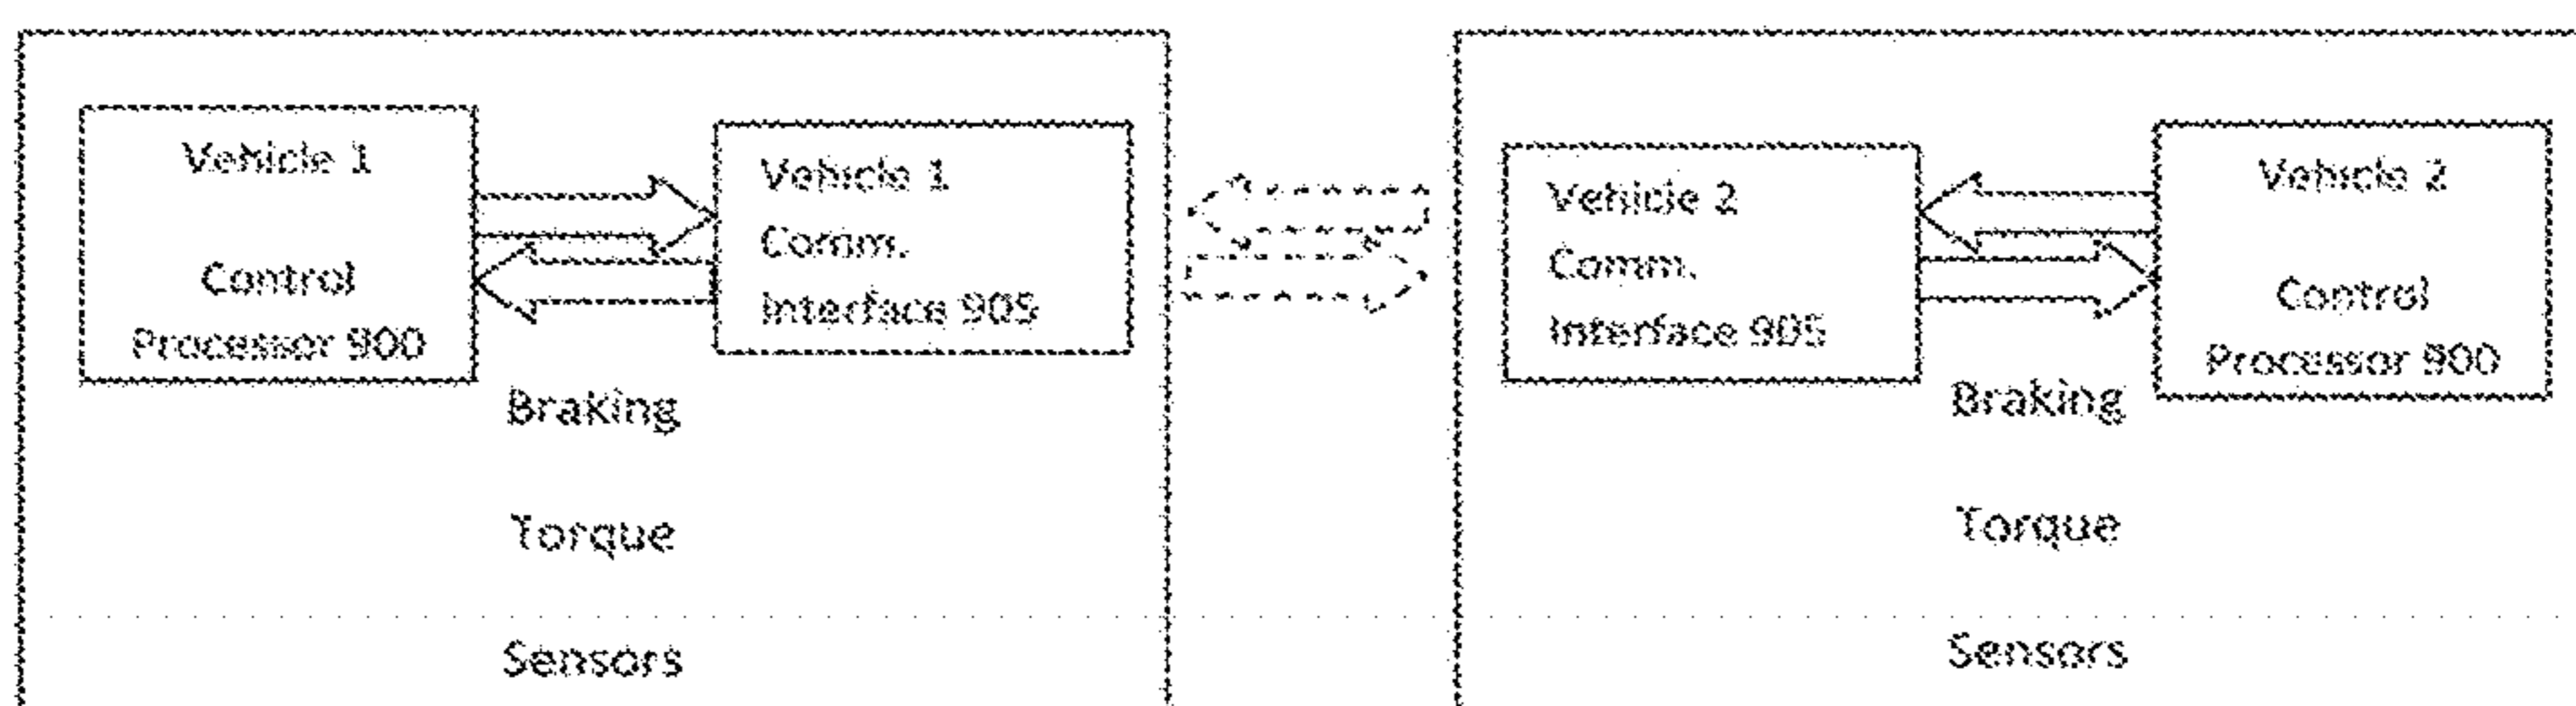 Vehicle 1
Control
Processor 900
Vehicle 1
Comm.
Interface 905
Braking
Torque
Sensors
Vehicle 2
Comm.
Interface 905
Vehicle 2
Control
Processor 900
Braking
Torque
Sensors